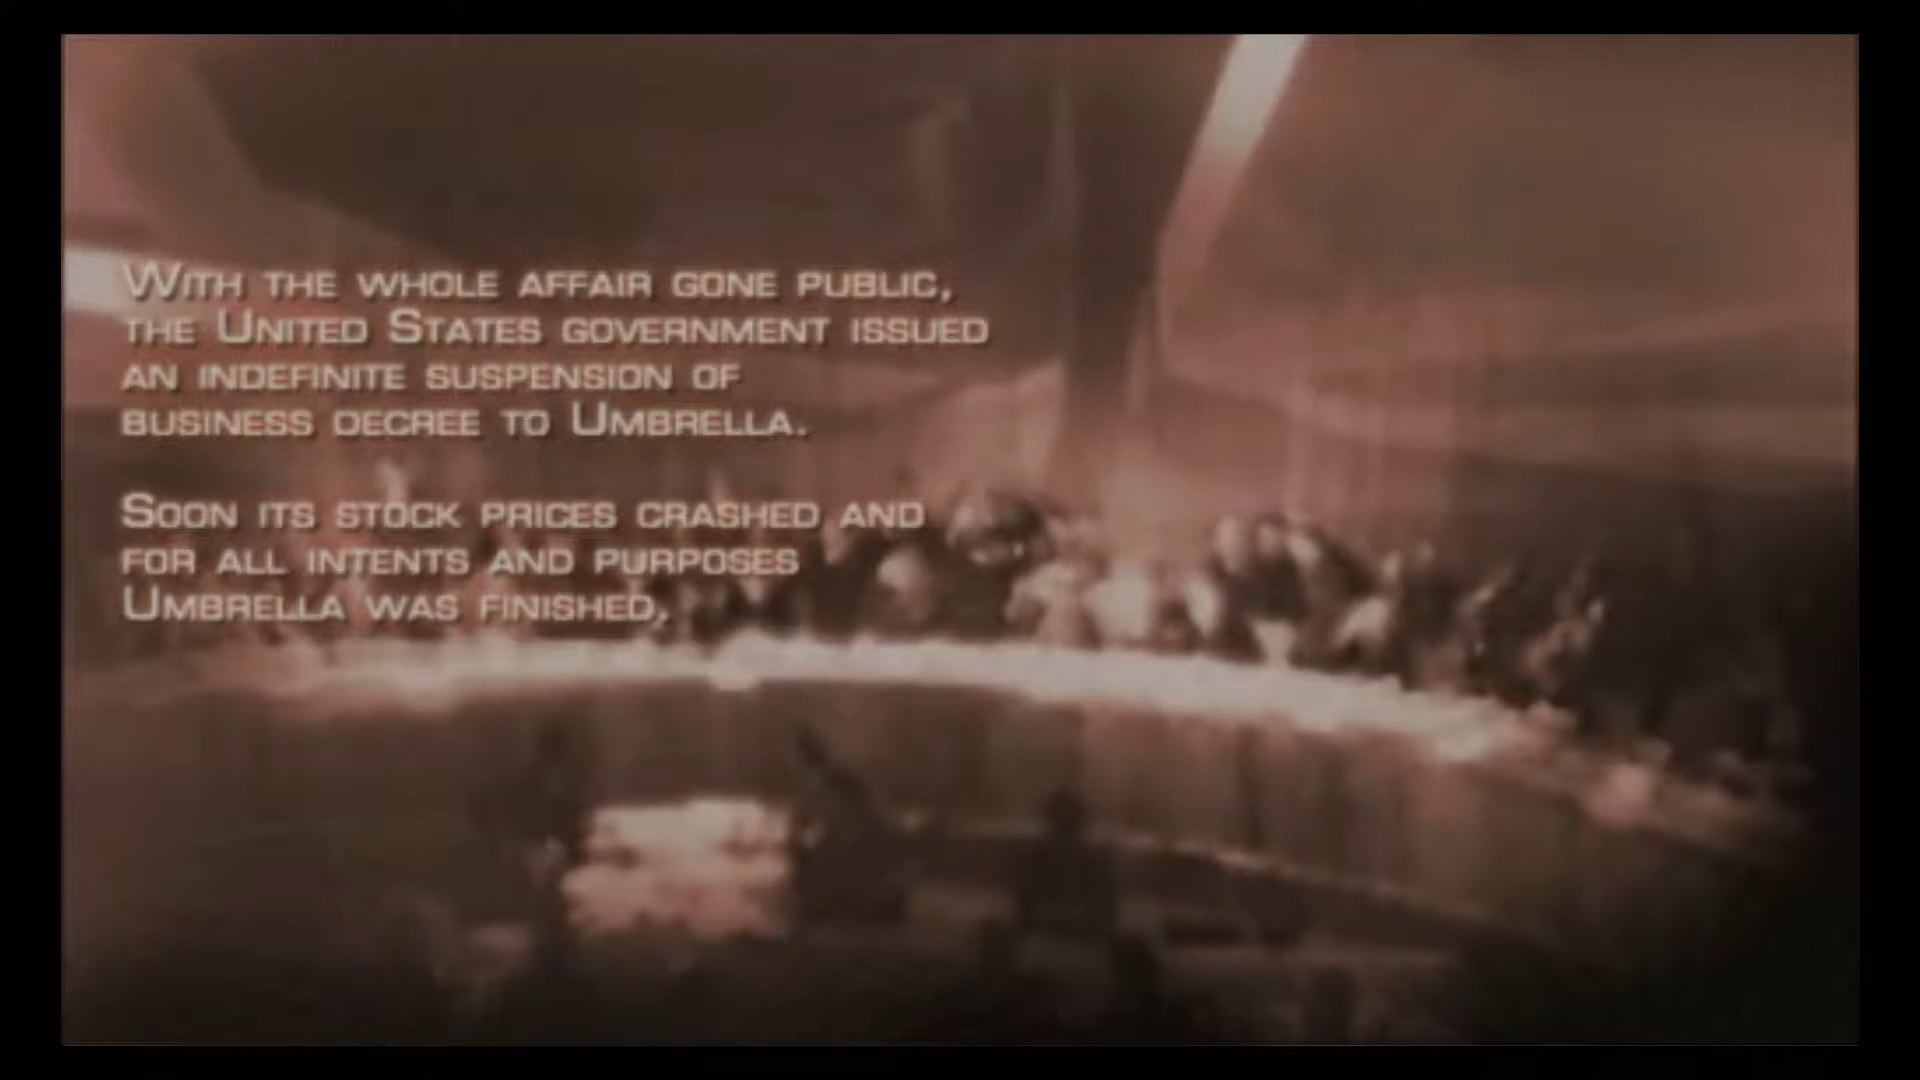 With the whole affair gone public,
the United States government issued
an indefinite suspension of
business decree to Umbrella.
Soon its stock prices crashed and
for all intents and purposes
Umbrella was finished.